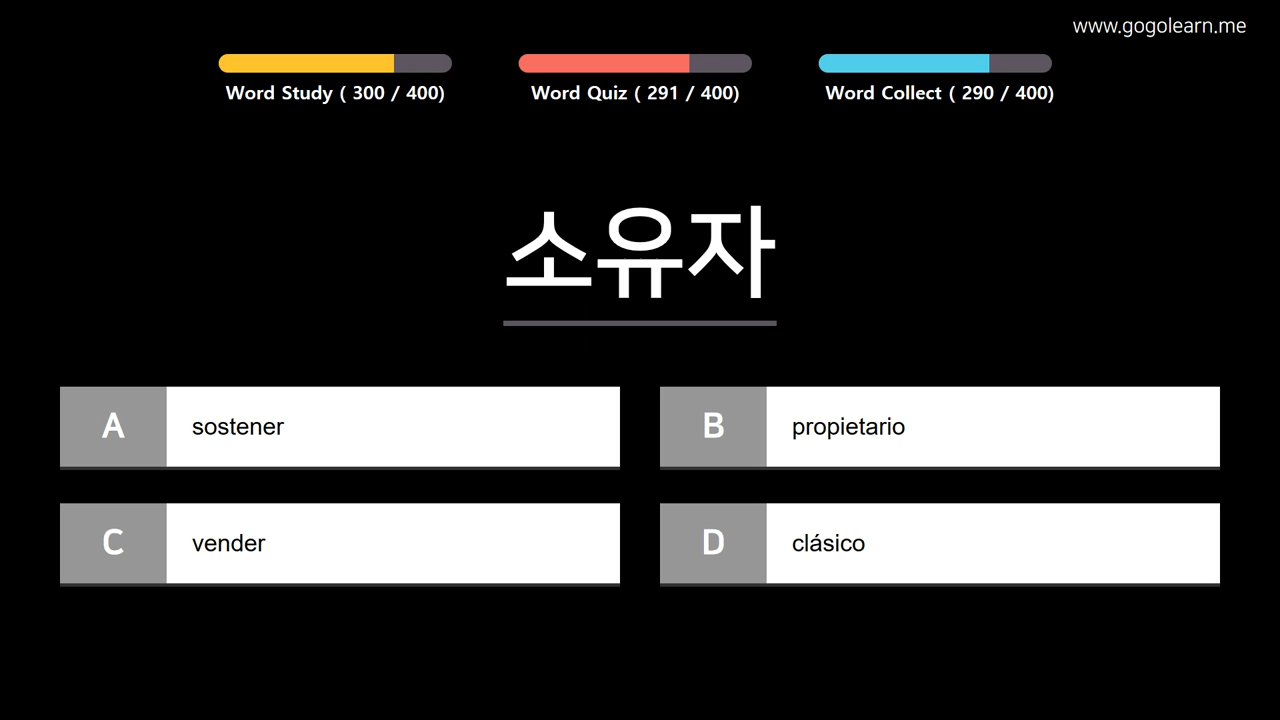 www.gogolearn.me
Word Study ( 300 / 400)
Word Quiz ( 291 / 400)
Word Collect ( 290 / 400)
소유자
A sostener
B propietario
C vender
D clásico